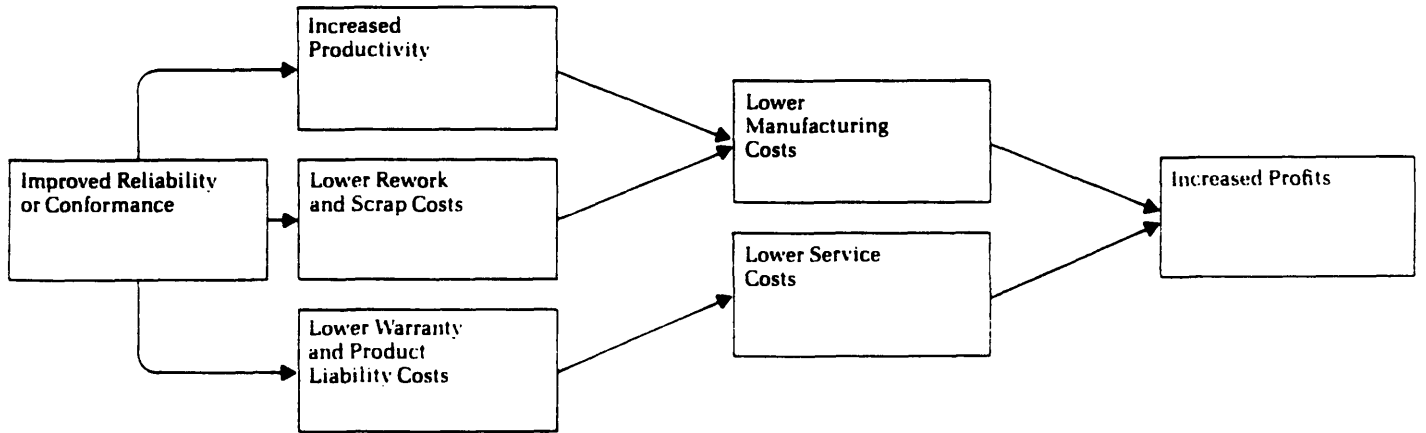 Increased
Productivity
Improved Reliability
or Conformance
Lower Rework
and Scrap Costs
Lower Warranty
and Product
Liability Costs
Lower
Manufacturing
Costs
Lower Service
Costs
Increased Profits